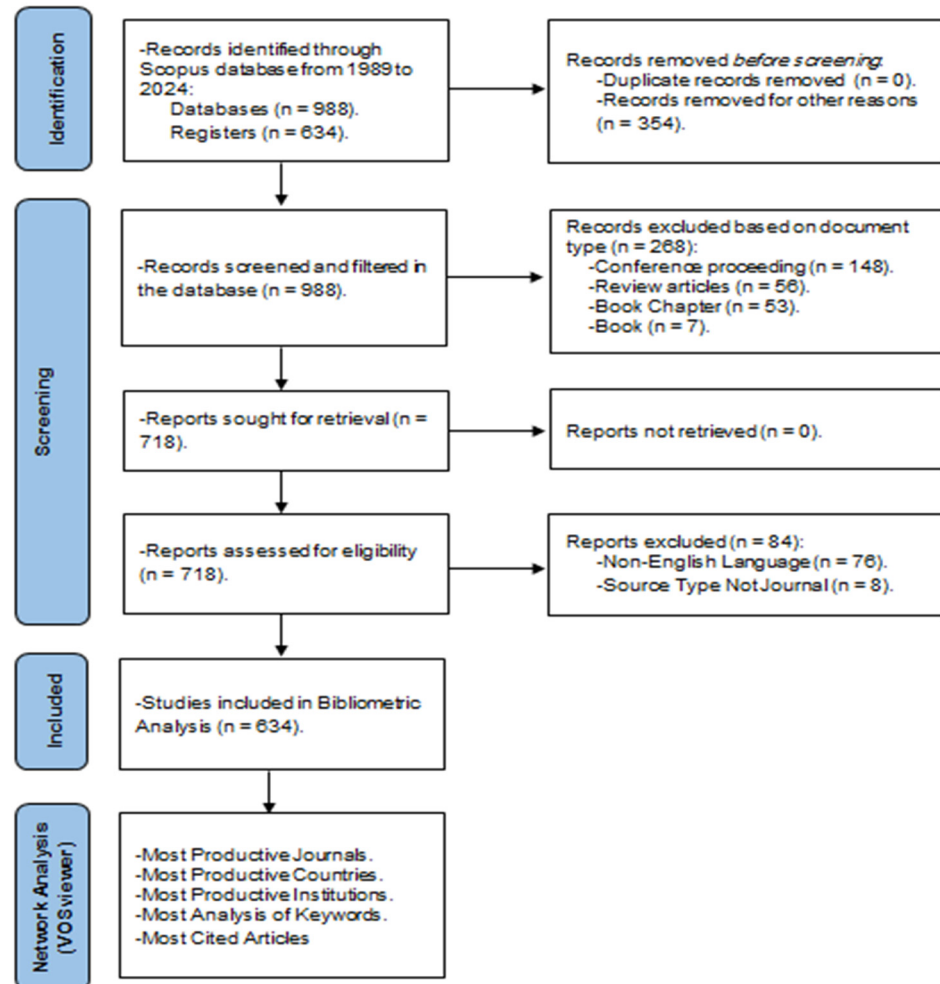 Identification
-Records identified through
Scopus database from 1989 to
2024:
Databases (n = 988).
Registers (n = 634).
Records removed before screening:
-Duplicate records removed (n = 0).
-Records removed for other reasons
(n = 354).
Screening
-Records screened and filtered in
the database (n = 988).
Records excluded based on document
type (n = 268):
-Conference proceeding (n = 148).
-Review articles (n = 56).
-Book Chapter (n = 53).
-Book (n = 7).
-Reports sought for retrieval (n =
718).
Reports not retrieved (n = 0).
-Reports assessed for eligibility
(n = 718).
Reports excluded (n = 84):
-Non-English Language (n = 76).
-Source Type Not Journal (n = 8).
Included
-Studies included in Bibliometric
Analysis (n = 634).
Network Analysis
(VOSviewer)
-Most Productive Journals.
-Most Productive Countries.
-Most Productive Institutions.
-Most Analysis of Keywords.
-Most Cited Articles